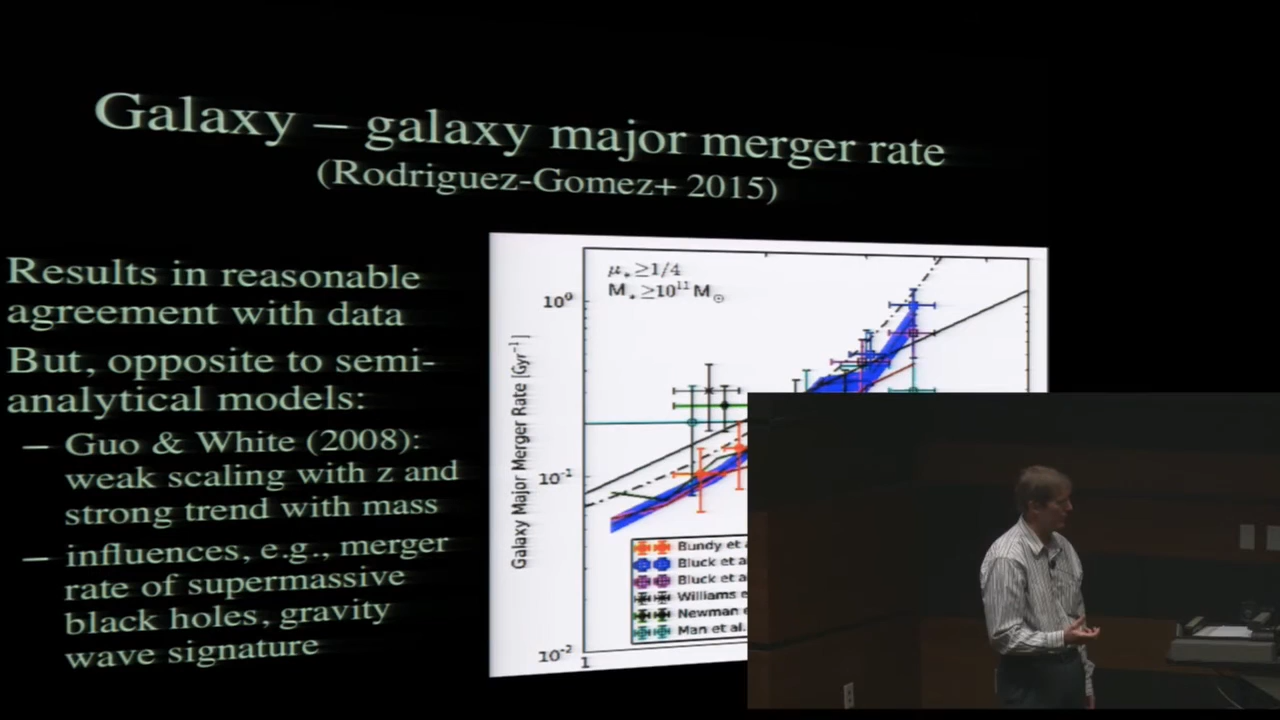 Galaxy – galaxy major merger rate
(Rodriguez-Gomez+ 2015)
Results in reasonable
agreement with data
But, opposite to semi-
analytical models:
– Guo & White (2008):
weak scaling with z and
strong trend with mass
– influences, e.g., merger
rate of supermassive
black holes, gravity
wave signature
μ⋆≥1/4
M⋆≥10¹¹M☉
10⁰
10⁻¹
10⁻²
1
Galaxy Major Merger Rate [Gyr⁻¹]
Bundy et
Bluck et a
Bluck et a
Williams e
Newman e
Man et al.